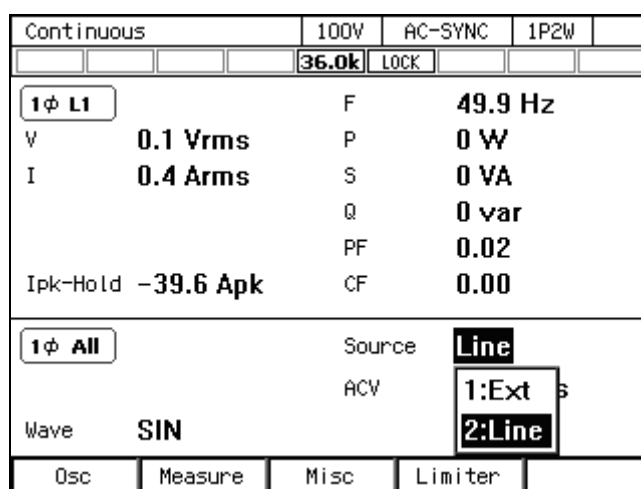 Continuous 100V AC-SYNC 1P2W
36.0k LOCK
1ϕ L1 F 49.9 Hz
V 0.1 Vrms P 0 W
I 0.4 Arms S 0 VA
Q 0 var
PF 0.02
Ipk-Hold -39.6 Apk CF 0.00
1ϕ All Source Line
ACV 1:Ext s
Wave SIN 2:Line
Osc Measure Misc Limiter